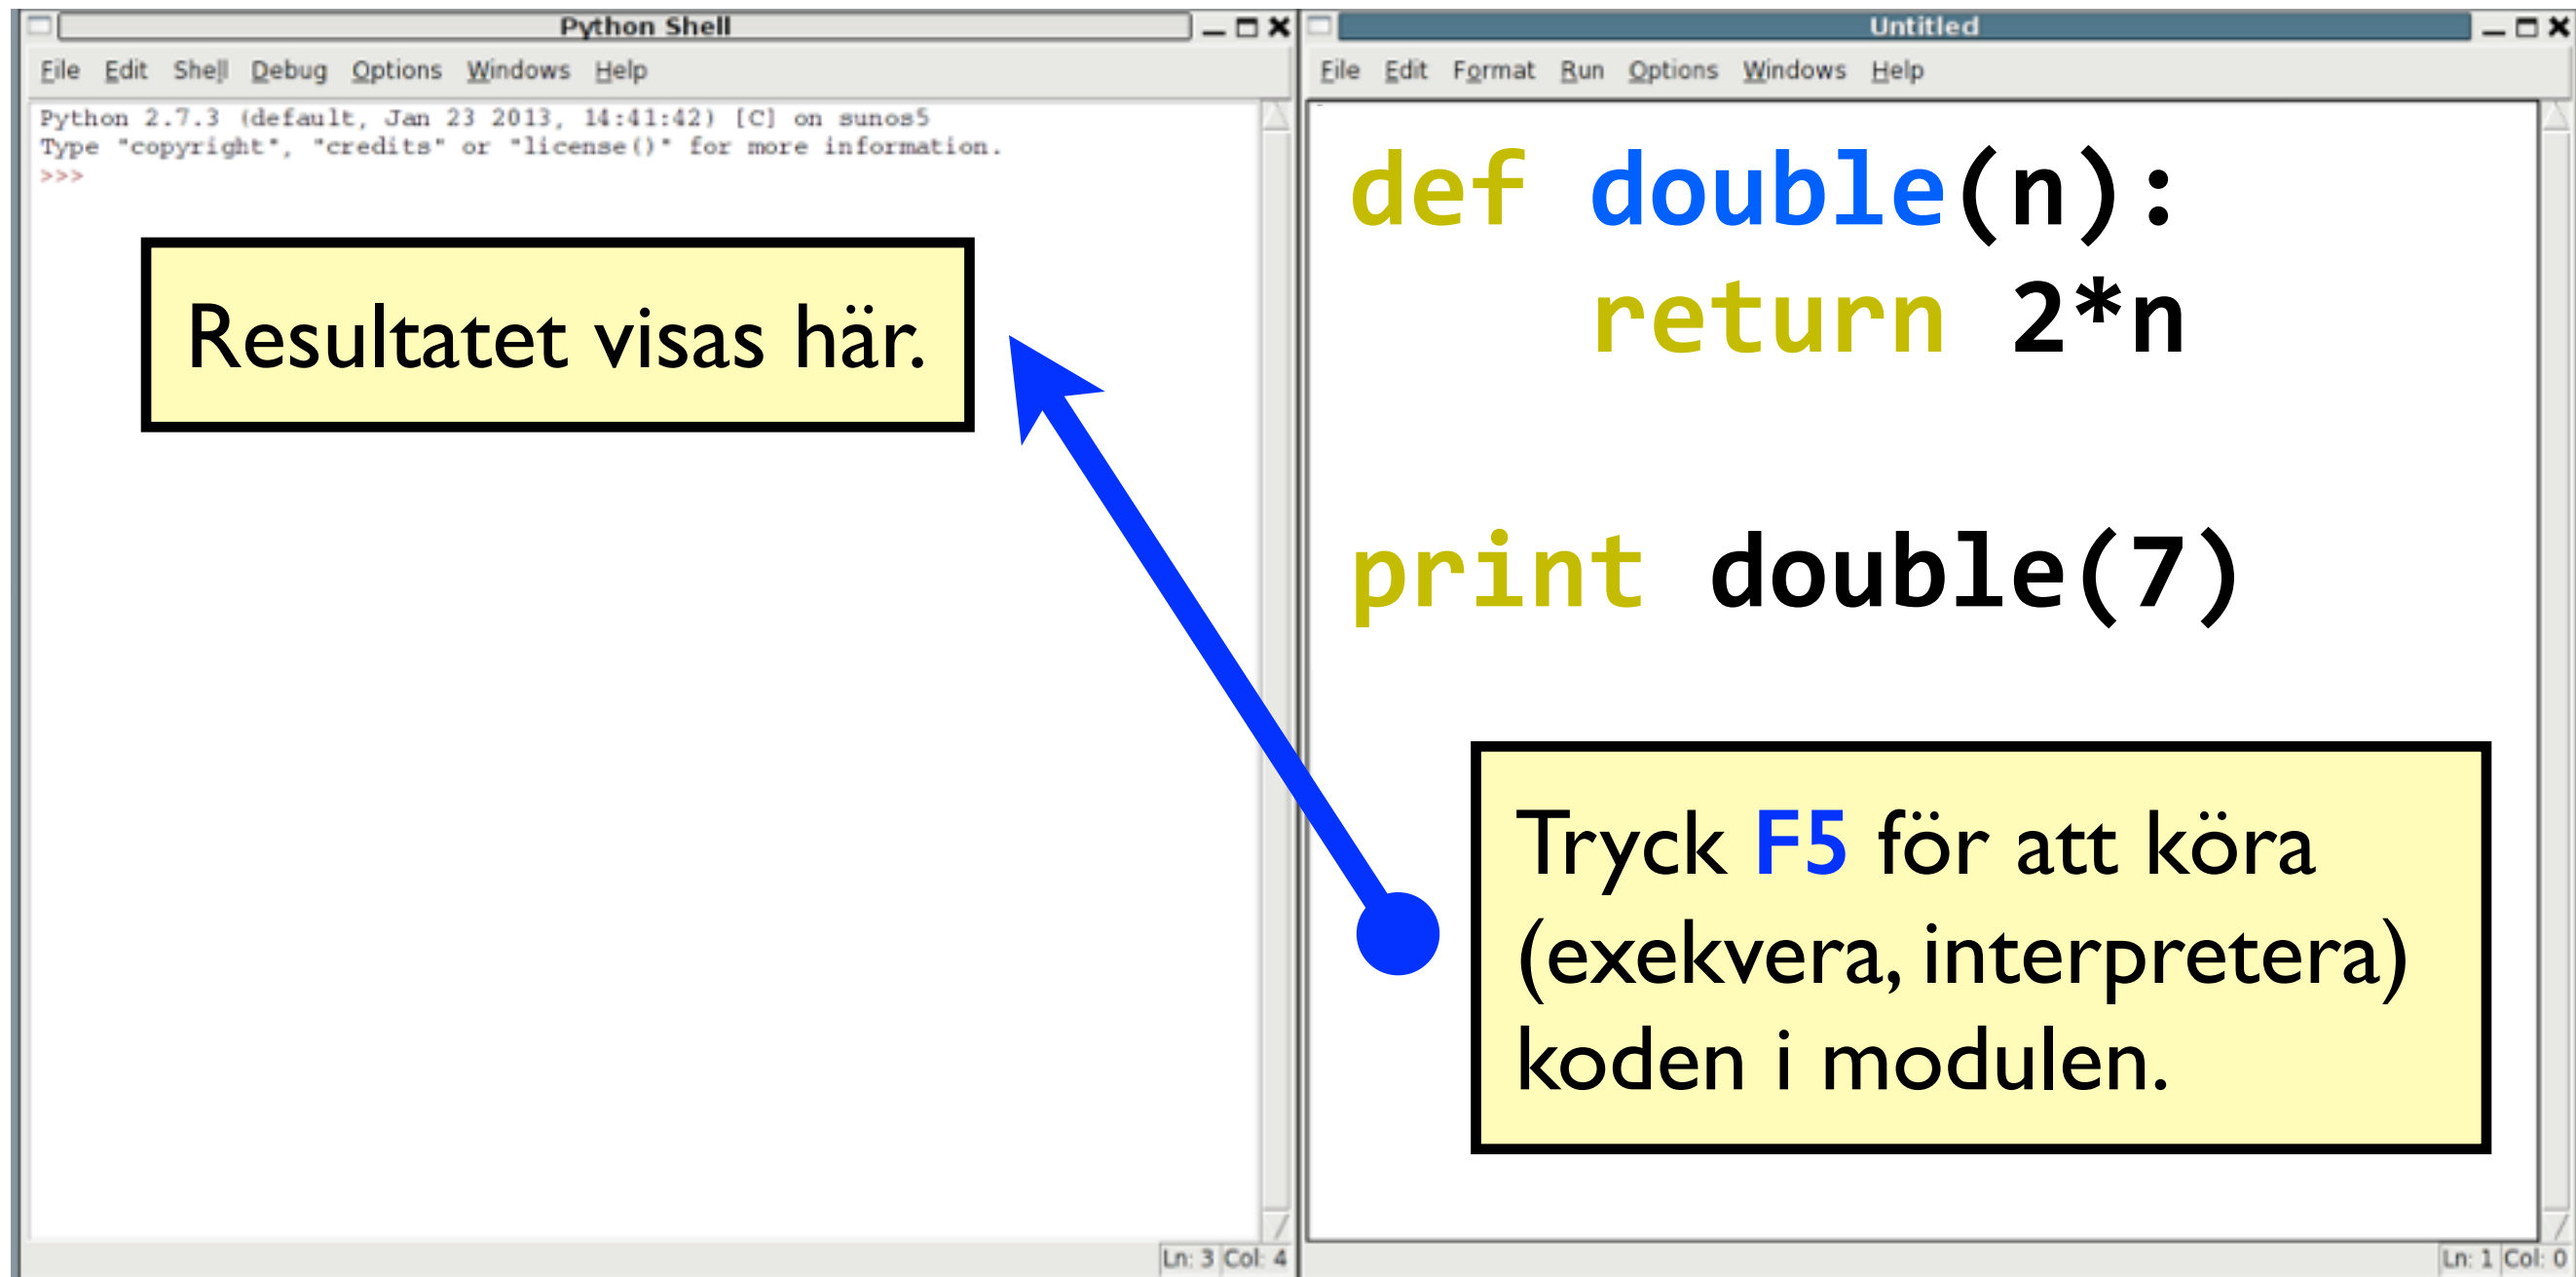 Python Shell
File Edit Shell Debug Options Windows Help
Python 2.7.3 (default, Jan 23 2013, 14:41:42) [C] on sunos5
Type "copyright", "credits" or "license()" for more information.
>>>
Resultatet visas här.
Ln: 3 Col: 4
Untitled
File Edit Format Run Options Windows Help
def double(n):
    return 2*n
print double(7)
Tryck F5 för att köra
(exekvera, interpretera)
koden i modulen.
Ln: 1 Col: 0